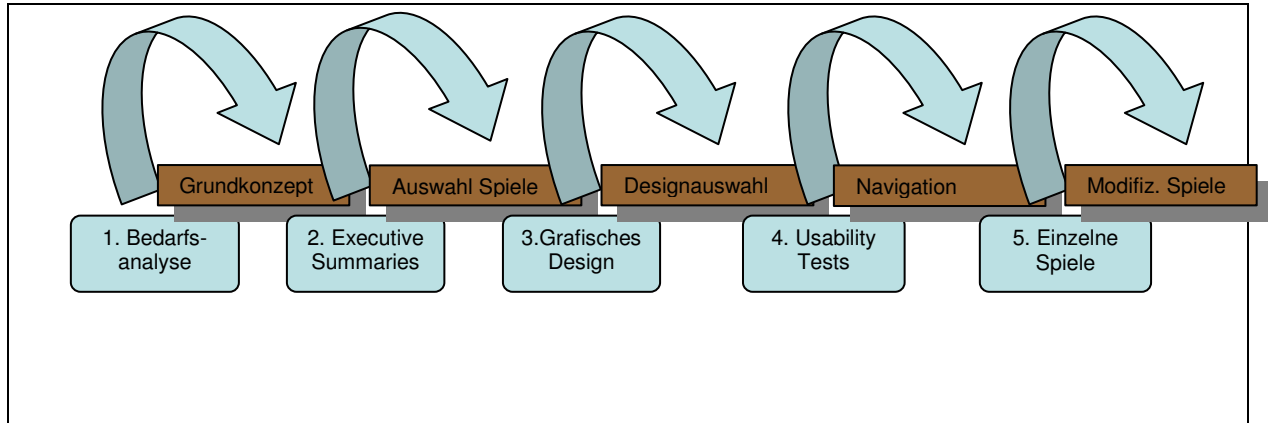 Grundkonzept
Auswahl Spiele
Designauswahl
Navigation
Modifiz. Spiele
1. Bedarfs-
analyse
2. Executive
Summaries
3.Grafisches
Design
4. Usability
Tests
5. Einzelne
Spiele